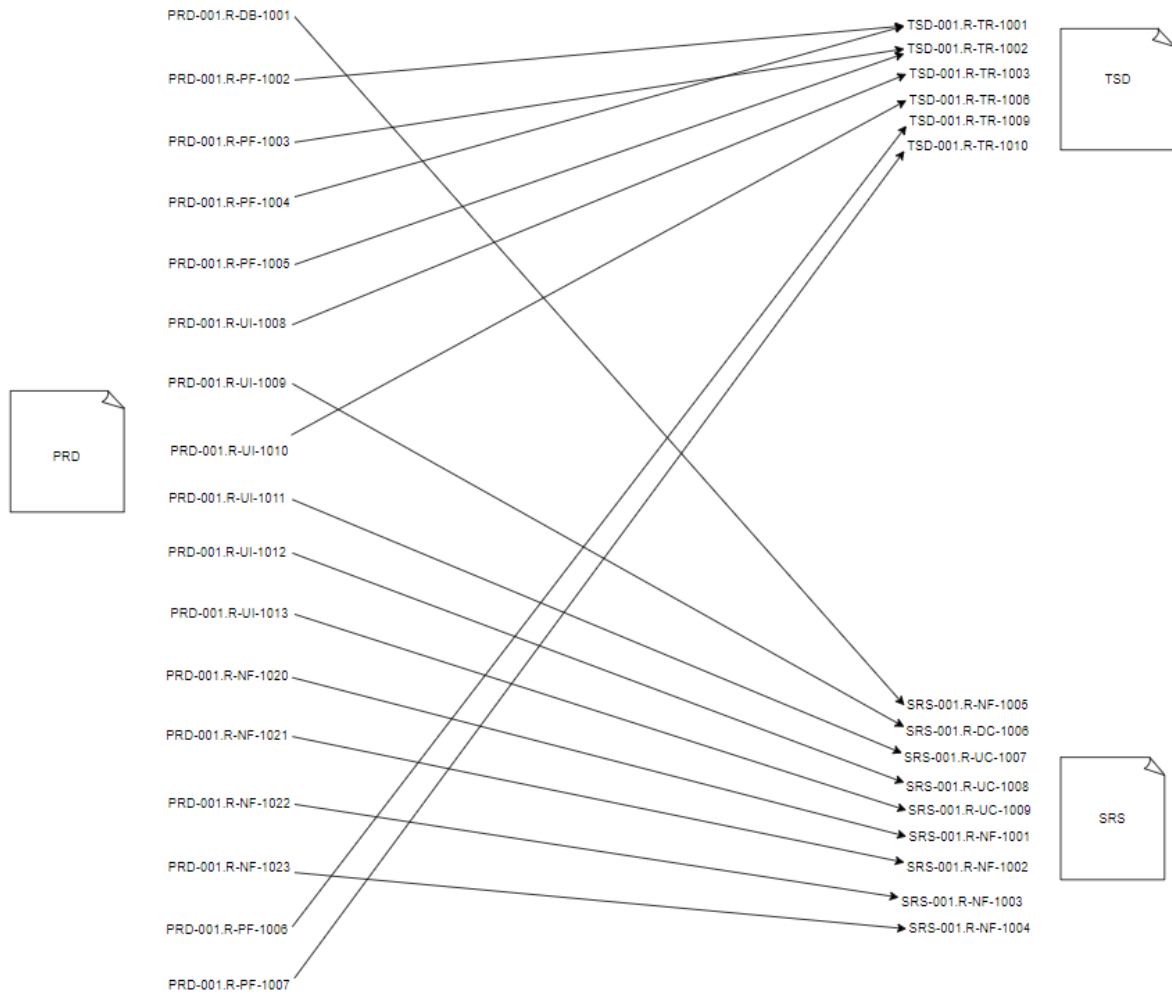 PRD-001.R-DB-1001
PRD-001.R-PF-1002
PRD-001.R-PF-1003
PRD-001.R-PF-1004
PRD-001.R-PF-1005
PRD-001.R-UI-1008
PRD-001.R-UI-1009
PRD-001.R-UI-1010
PRD-001.R-UI-1011
PRD-001.R-UI-1012
PRD-001.R-UI-1013
PRD-001.R-NF-1020
PRD-001.R-NF-1021
PRD-001.R-NF-1022
PRD-001.R-NF-1023
PRD-001.R-PF-1006
PRD-001.R-PF-1007
PRD
TSD-001.R-TR-1001
TSD-001.R-TR-1002
TSD-001.R-TR-1003
TSD-001.R-TR-1006
TSD-001.R-TR-1009
TSD-001.R-TR-1010
TSD
SRS-001.R-NF-1005
SRS-001.R-DC-1006
SRS-001.R-UC-1007
SRS-001.R-UC-1008
SRS-001.R-UC-1009
SRS-001.R-NF-1001
SRS-001.R-NF-1002
SRS-001.R-NF-1003
SRS-001.R-NF-1004
SRS